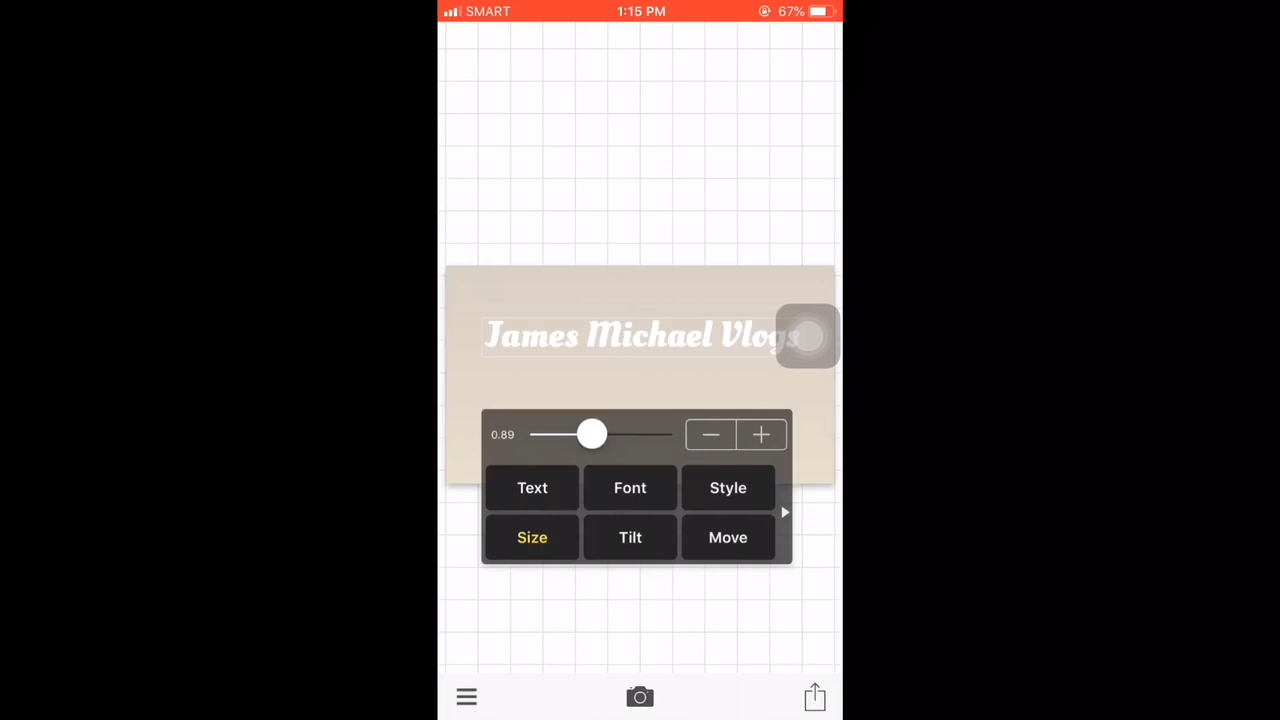 SMART 1:15 PM 67%
James Michael Vlogs
0.89
Text Font Style
Size Tilt Move